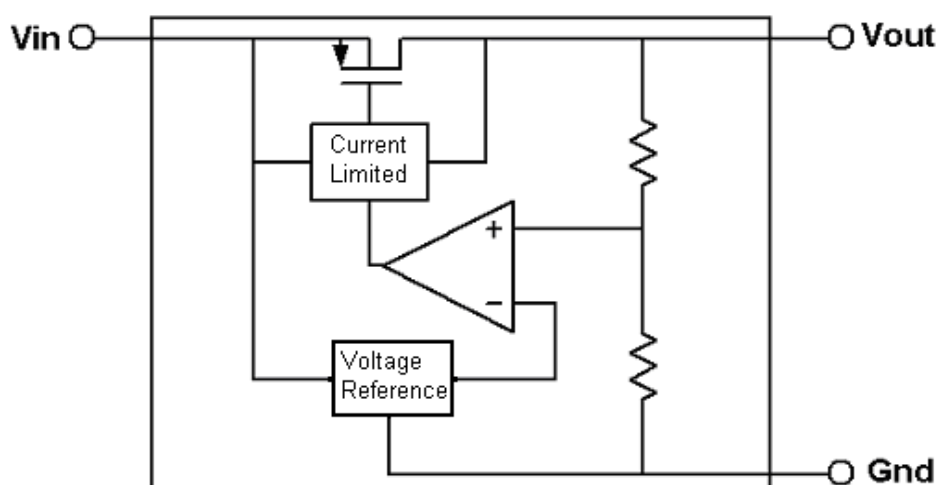 Vin
Vout
Current
Limited
+
−
Voltage
Reference
Gnd